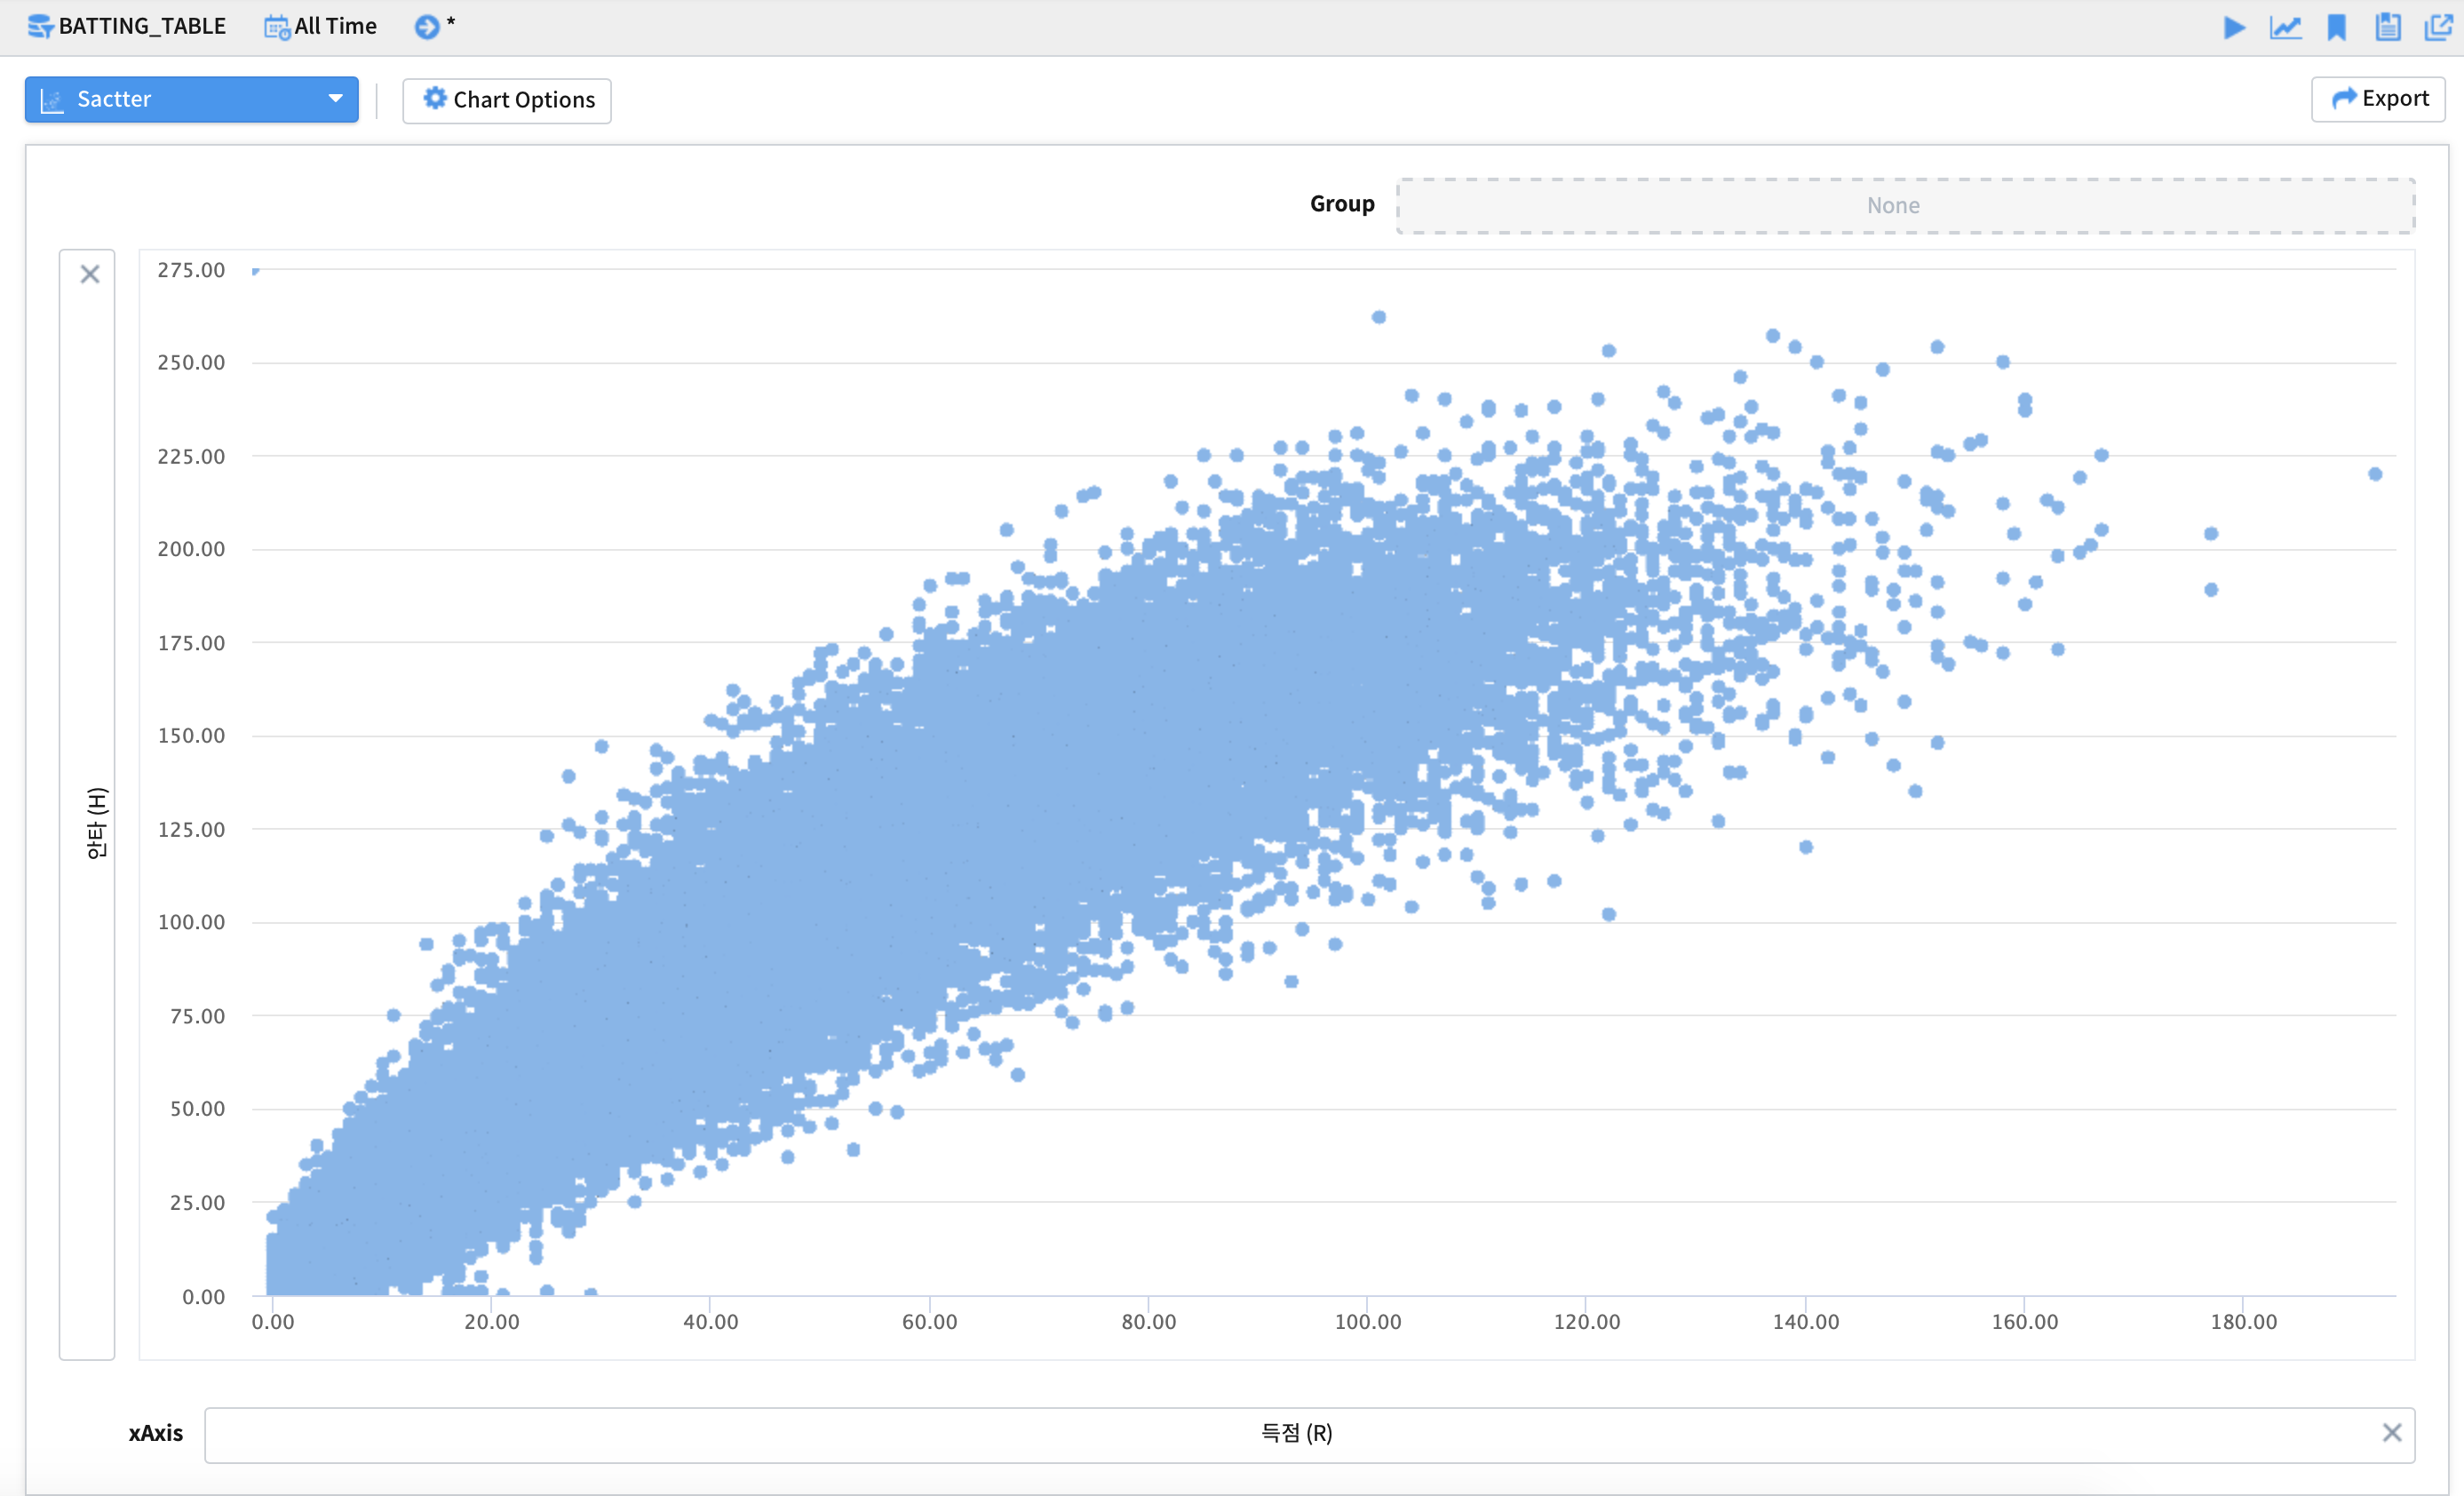 BATTING_TABLE All Time *
Sactter Chart Options Export
Group None
275.00
250.00
225.00
200.00
175.00
150.00
125.00
100.00
75.00
50.00
25.00
0.00
안타 (H)
0.00 20.00 40.00 60.00 80.00 100.00 120.00 140.00 160.00 180.00
xAxis 득점 (R)